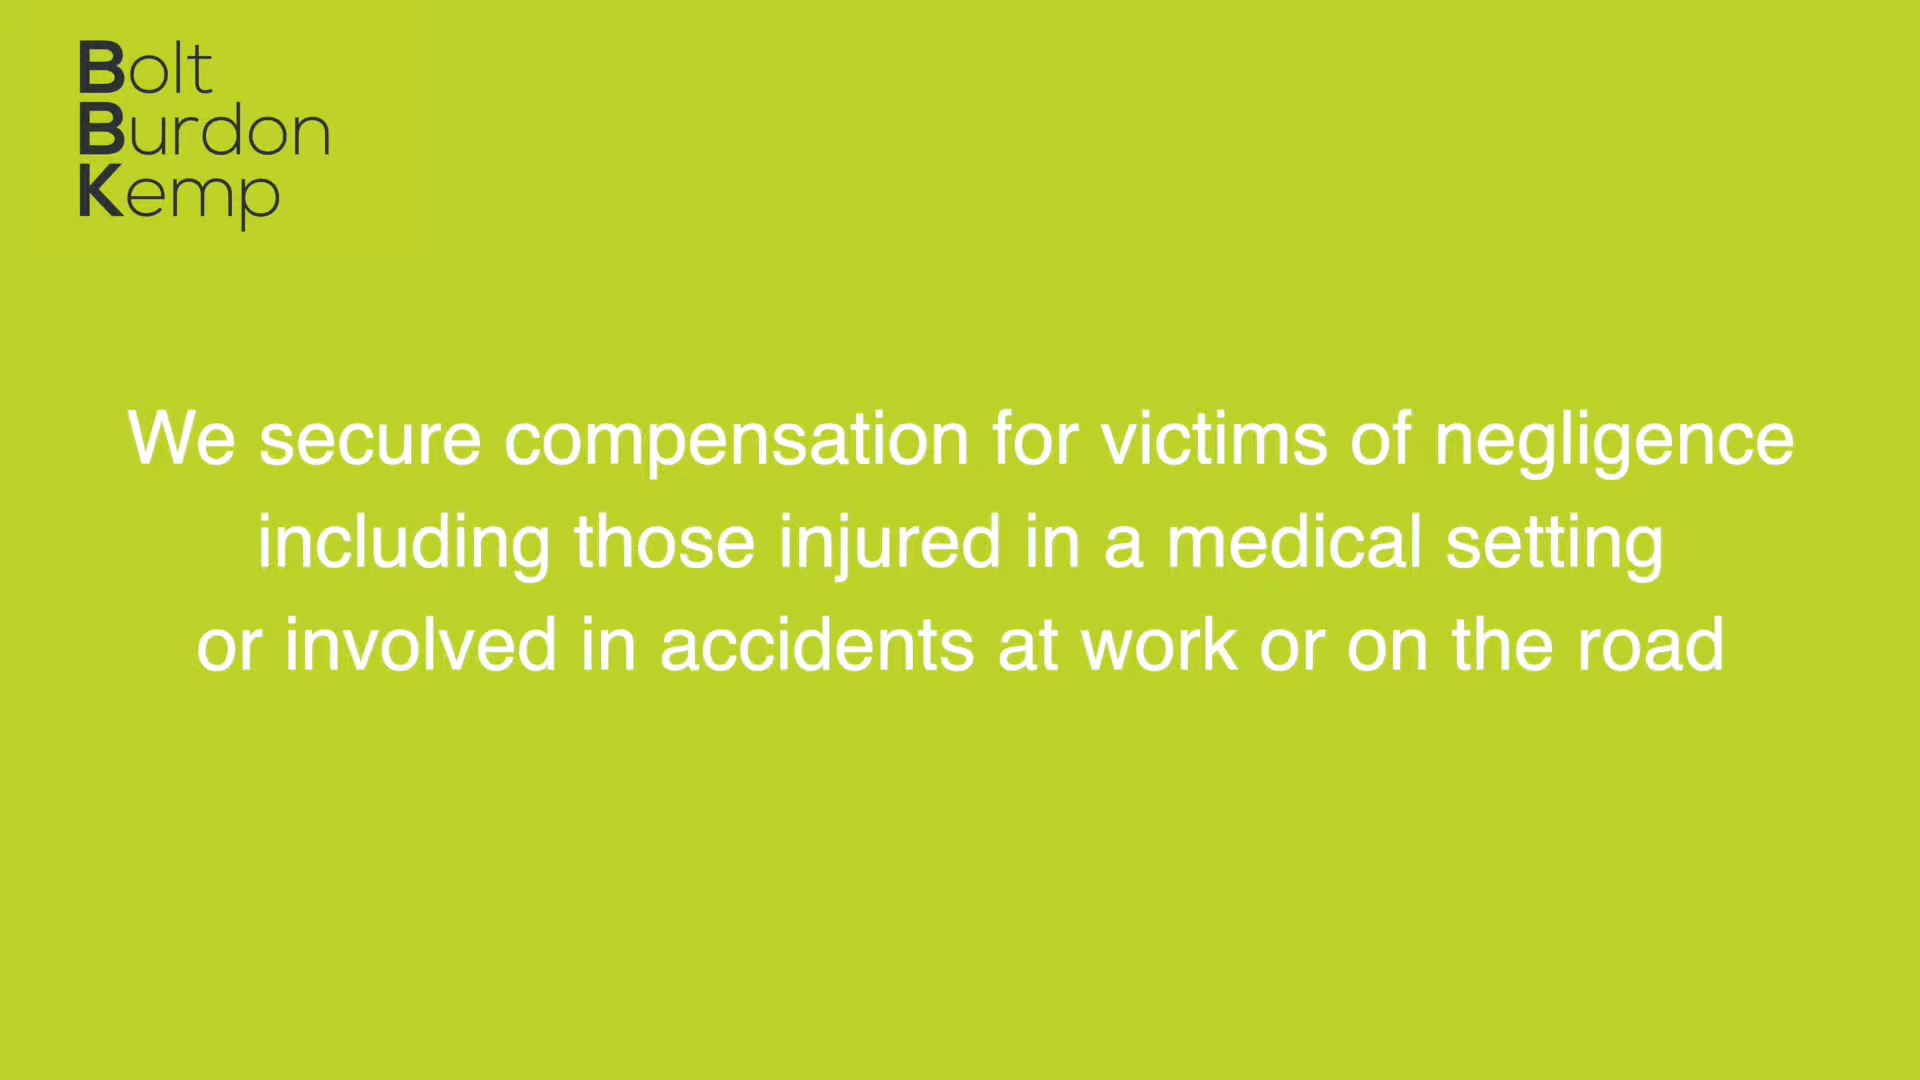 Bolt
Burdon
Kemp
We secure compensation for victims of negligence
including those injured in a medical setting
or involved in accidents at work or on the road